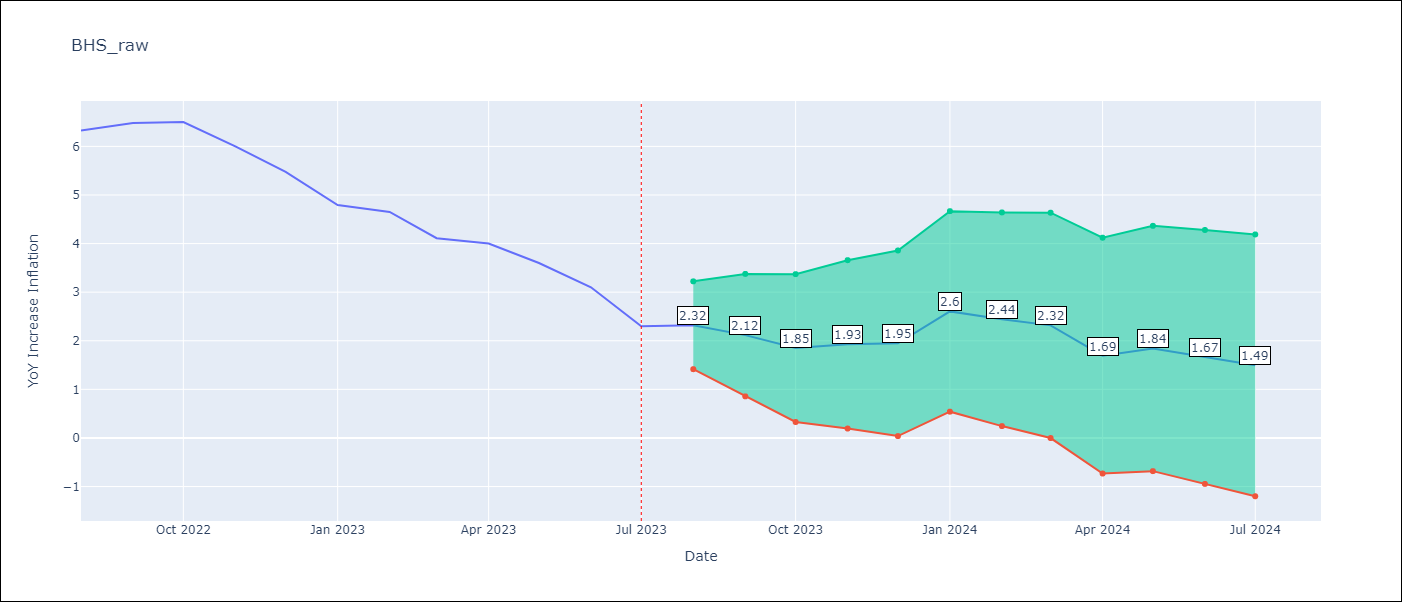 BHS_raw
YoY Increase Inflation
6
5
4
3
2
1
0
−1
2.32
2.12
1.85
1.93
1.95
2.6
2.44
2.32
1.69
1.84
1.67
1.49
Oct 2022
Jan 2023
Apr 2023
Jul 2023
Oct 2023
Jan 2024
Apr 2024
Jul 2024
Date